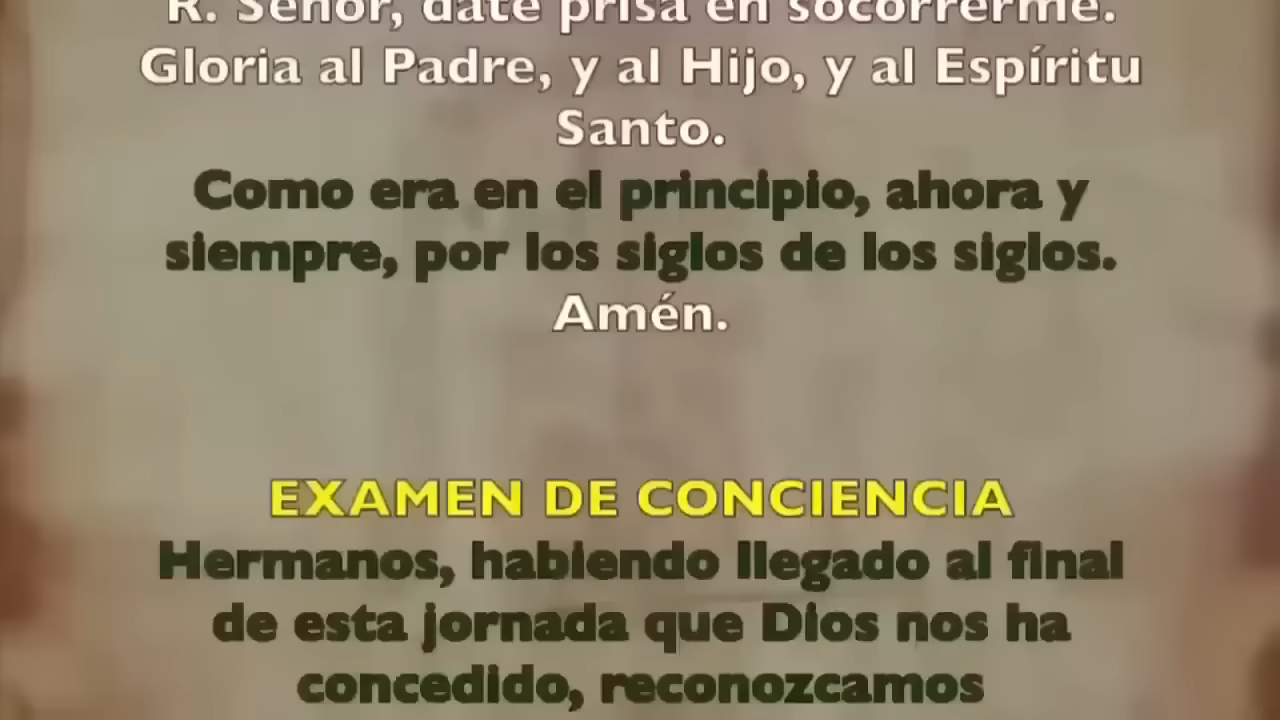 R. Señor, date prisa en socorrerme.
Gloria al Padre, y al Hijo, y al Espíritu
Santo.
Como era en el principio, ahora y
siempre, por los siglos de los siglos.
Amén.
EXAMEN DE CONCIENCIA
Hermanos, habiendo llegado al final
de esta jornada que Dios nos ha
concedido, reconozcamos